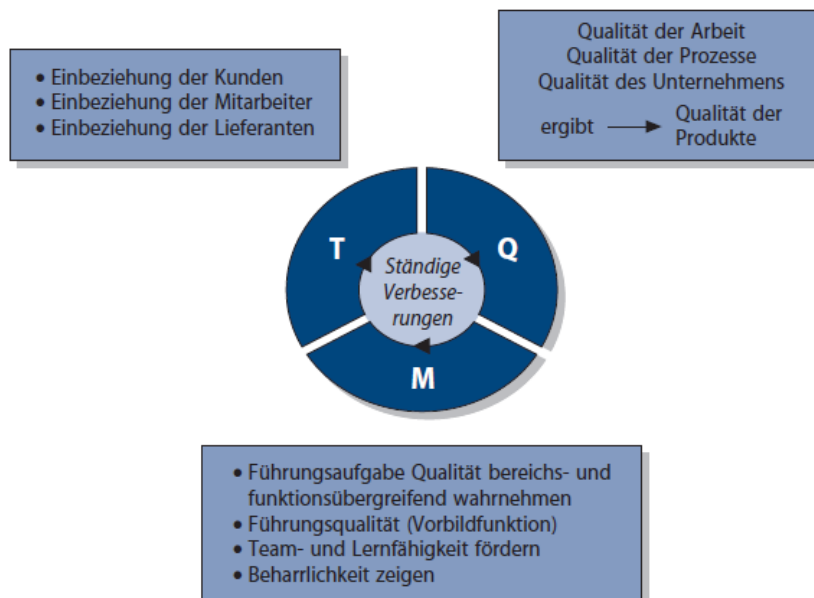 • Einbeziehung der Kunden
• Einbeziehung der Mitarbeiter
• Einbeziehung der Lieferanten
Qualität der Arbeit
Qualität der Prozesse
Qualität des Unternehmens
ergibt → Qualität der
Produkte
T
Q
Ständige
Verbesse-
rungen
M
• Führungsaufgabe Qualität bereichs- und
funktionsübergreifend wahrnehmen
• Führungsqualität (Vorbildfunktion)
• Team- und Lernfähigkeit fördern
• Beharrlichkeit zeigen